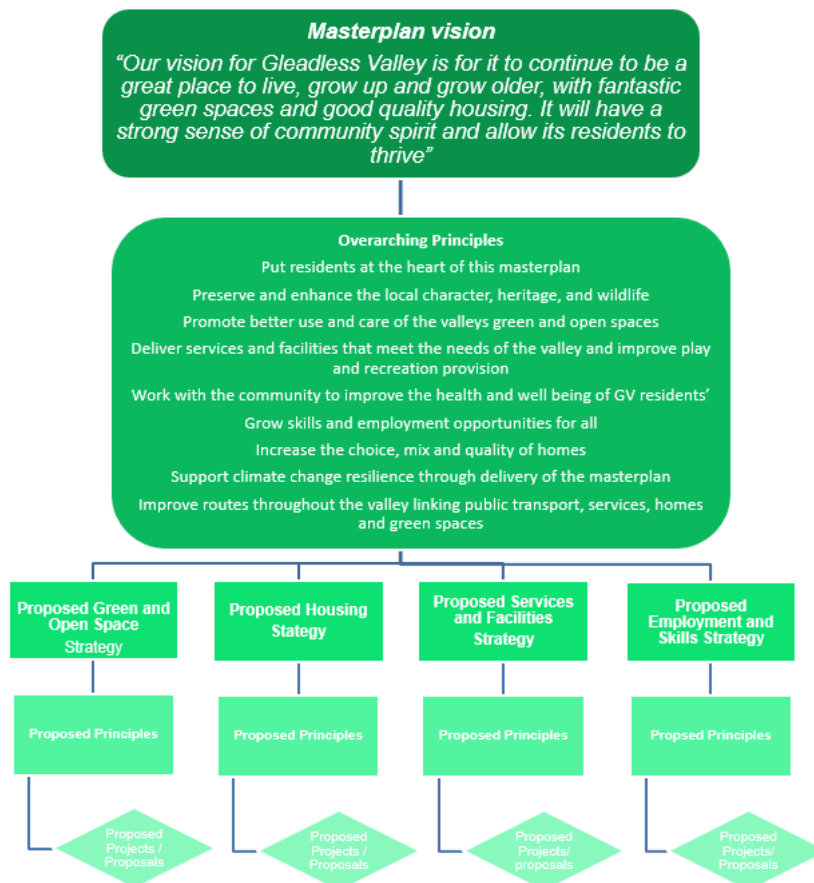 Masterplan vision
“Our vision for Gleadless Valley is for it to continue to be a
great place to live, grow up and grow older, with fantastic
green spaces and good quality housing. It will have a
strong sense of community spirit and allow its residents to
thrive”
Overarching Principles
Put residents at the heart of this masterplan
Preserve and enhance the local character, heritage, and wildlife
Promote better use and care of the valleys green and open spaces
Deliver services and facilities that meet the needs of the valley and improve play
and recreation provision
Work with the community to improve the health and well being of GV residents’
Grow skills and employment opportunities for all
Increase the choice, mix and quality of homes
Support climate change resilience through delivery of the masterplan
Improve routes throughout the valley linking public transport, services, homes
and green spaces
Proposed Green and
Open Space
Strategy
Proposed Housing
Stategy
Proposed Services
and Facilities
Strategy
Proposed
Employment and
Skills Strategy
Proposed Principles
Proposed Principles
Proposed Principles
Propsed Principles
Proposed
Projects /
Proposals
Proposed
Projects /
Proposals
Proposed
Projects/
proposals
Proposed
Projects/
Proposals